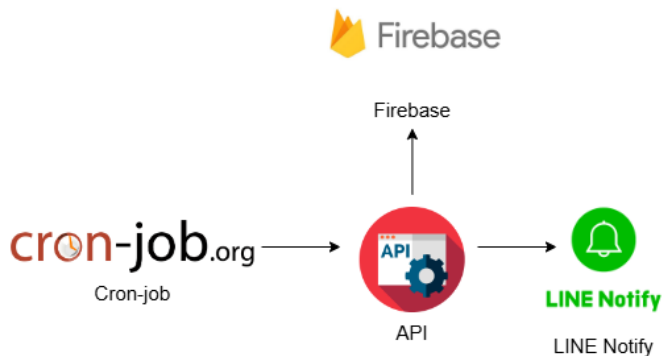 Firebase
Firebase
API
cron-job.org
Cron-job
API
LINE Notify
LINE Notify